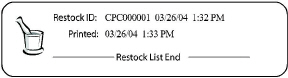 Restock ID: CPC000001 03/26/04 1:32 PM
Printed: 03/26/04 1:33 PM
Restock List End